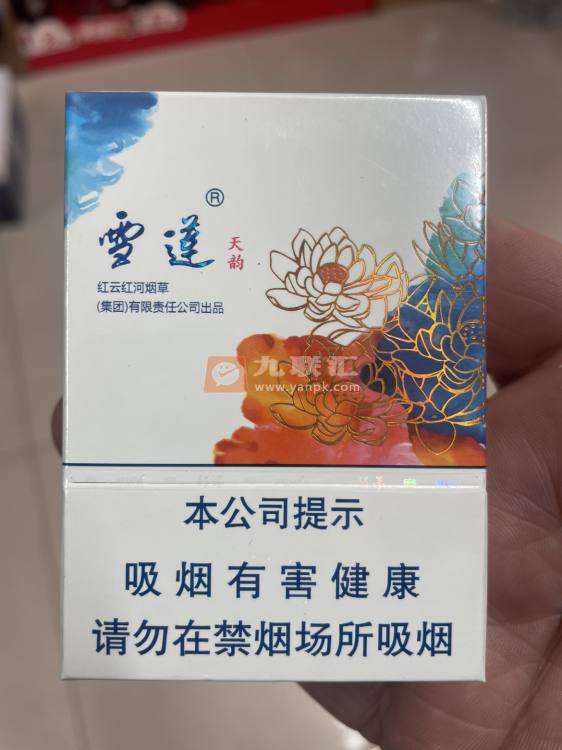 雪莲®
天韵
红云红河烟草
(集团)有限责任公司出品
九联汇
www.yanpk.com
本公司提示
吸烟有害健康
请勿在禁烟场所吸烟